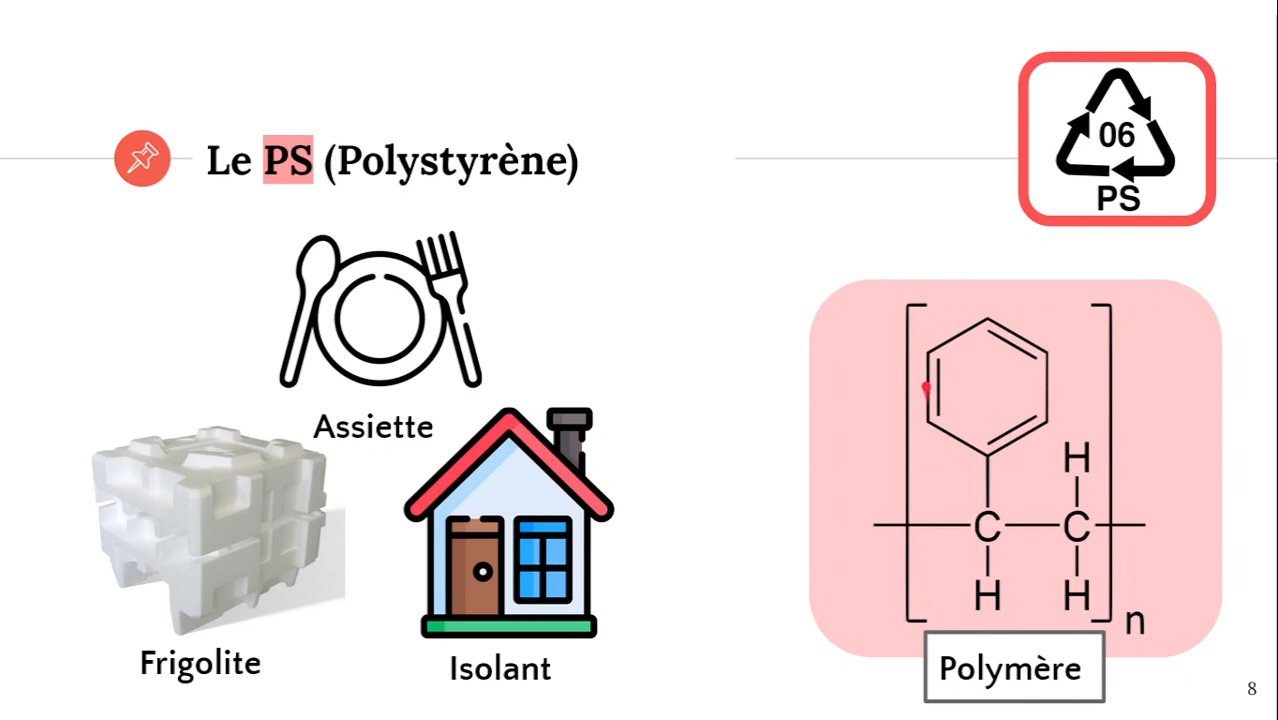 06
PS
Le PS (Polystyrène)
Assiette
Frigolite
Isolant
H
C
C
H
H
n
Polymère
8